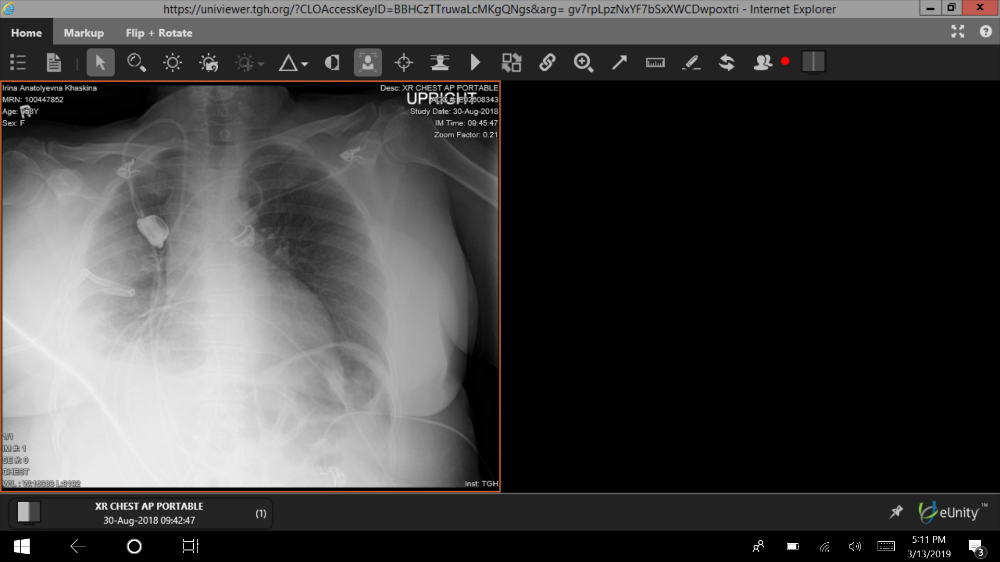 https://univiewer.tgh.org/?CLOAccessKeyID=BBHCzTTruwaLcMKgQNgs&arg= gv7rpLpzNxYF7bSxXWCDwpoxtri - Internet Explorer
Home Markup Flip + Rotate
Irina Anatolyevna Khaskina
MRN: 100447852
Age: 058Y
Sex: F
R
Desc: XR CHEST AP PORTABLE
UPRIGHT
ACC #: E02608343
Study Date: 30-Aug-2018
IM Time: 09:45:47
Zoom Factor: 0.21
1/1
IM #: 1
SE #: 0
CHEST
W/L : W:16383 L:8192
Inst: TGH
XR CHEST AP PORTABLE
30-Aug-2018 09:42:47
(1)
eUnity™
5:11 PM
3/13/2019
3